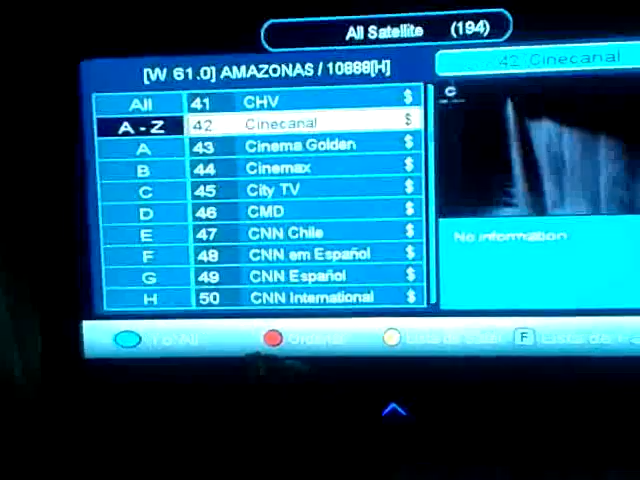 All Satellite (194)
[W 61.0] AMAZONAS / 10888[H]
42 Cinecanal
All 41 CHV $
A - Z 42 Cinecanal $
A 43 Cinema Golden $
B 44 Cinemax $
C 45 City TV $
D 46 CMD $
E 47 CNN Chile $
F 48 CNN em Español $
G 49 CNN Español $
H 50 CNN International $
C
No information
F Lista de